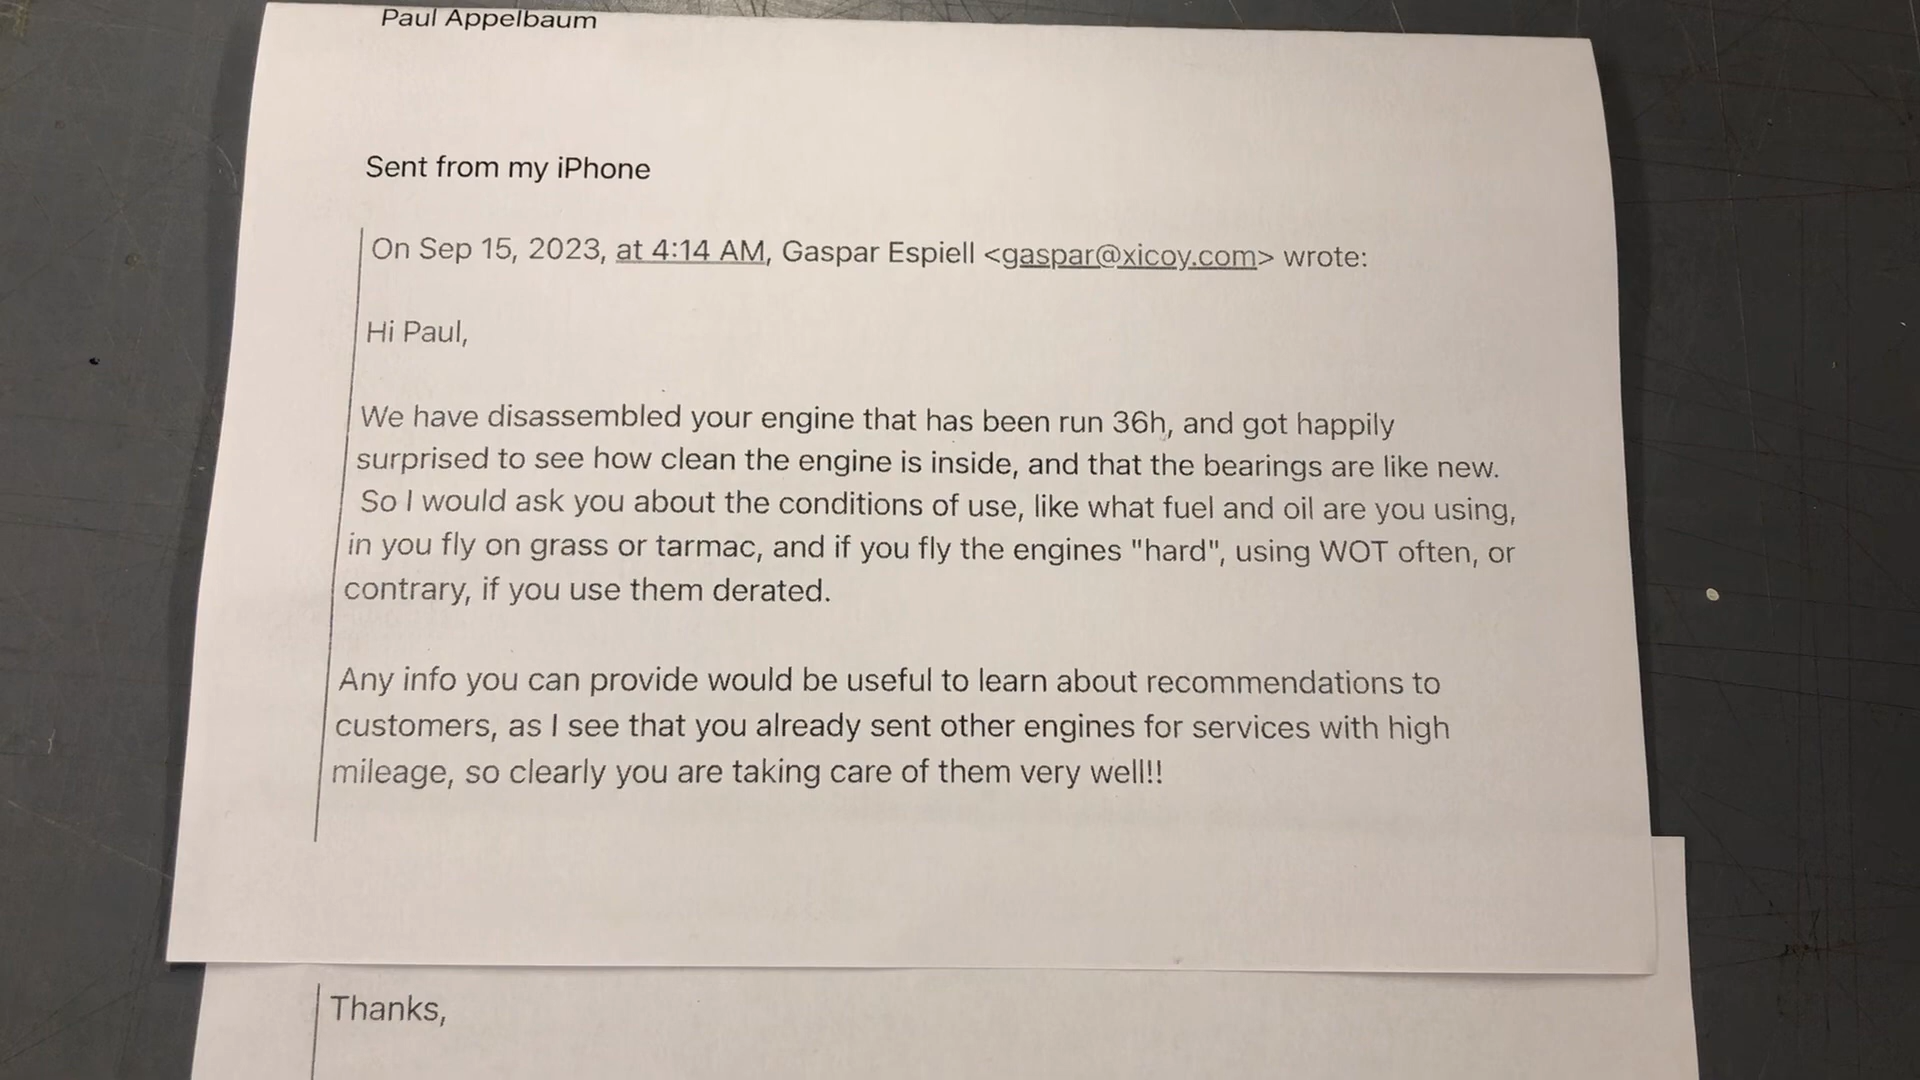 Paul Appelbaum
Sent from my iPhone
On Sep 15, 2023, at 4:14 AM, Gaspar Espiell <gaspar@xicoy.com> wrote:
Hi Paul,
We have disassembled your engine that has been run 36h, and got happily
surprised to see how clean the engine is inside, and that the bearings are like new.
So I would ask you about the conditions of use, like what fuel and oil are you using,
in you fly on grass or tarmac, and if you fly the engines "hard", using WOT often, or
contrary, if you use them derated.
Any info you can provide would be useful to learn about recommendations to
customers, as I see that you already sent other engines for services with high
mileage, so clearly you are taking care of them very well!!
Thanks,